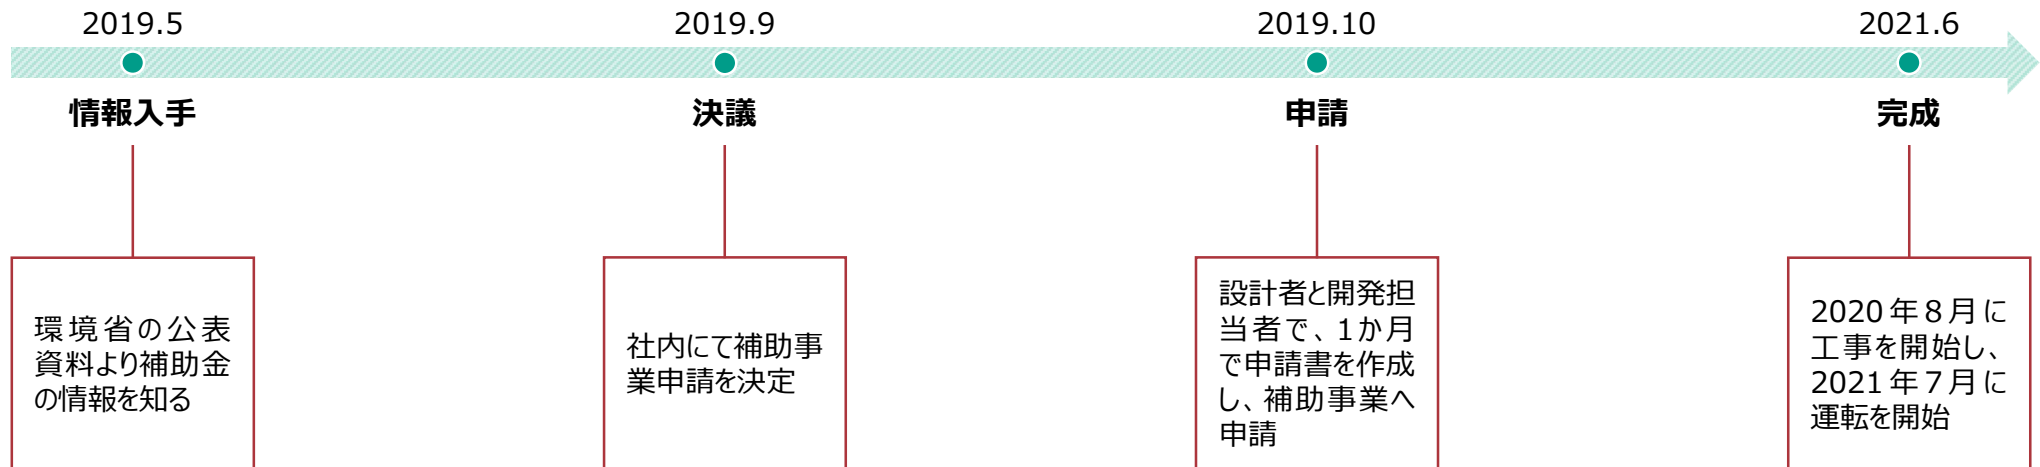 2019.5
2019.9
2019.10
2021.6
情報入手
決議
申請
完成
環境省の公表
資料より補助金
の情報を知る
社内にて補助事
業申請を決定
設計者と開発担
当者で、1か月
で申請書を作成
し、補助事業へ
申請
2020年8月に
工事を開始し、
2021年7月に
運転を開始